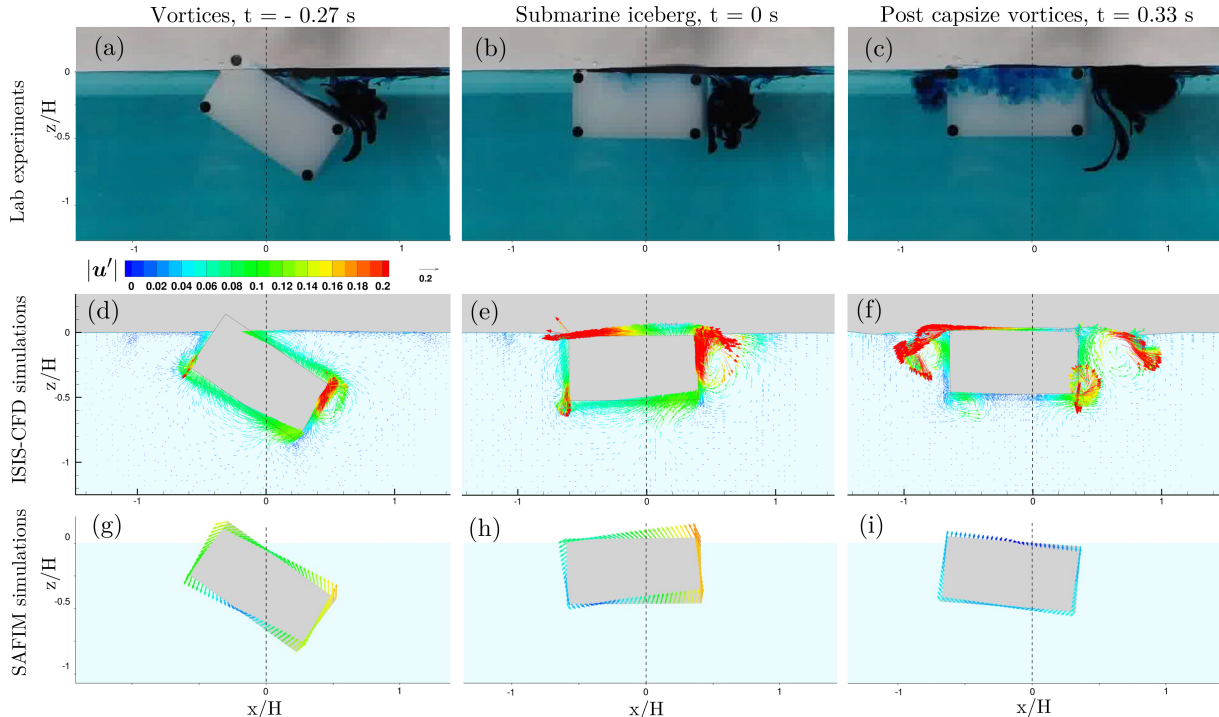 Vortices, t = - 0.27 s
Submarine iceberg, t = 0 s
Post capsize vortices, t = 0.33 s
Lab experiments
(a)
(b)
(c)
z/H
0
-0.5
-1
-1 0 1
-1 0 1
-1 0 1
|u'|
0 0.02 0.04 0.06 0.08 0.1 0.12 0.14 0.16 0.18 0.2
0.2
ISIS-CFD simulations
(d)
(e)
(f)
z/H
0
-0.5
-1
-1 0 1
-1 0 1
-1 0 1
SAFIM simulations
(g)
(h)
(i)
z/H
0
-0.5
-1
-1 0 1
-1 0 1
-1 0 1
x/H
x/H
x/H